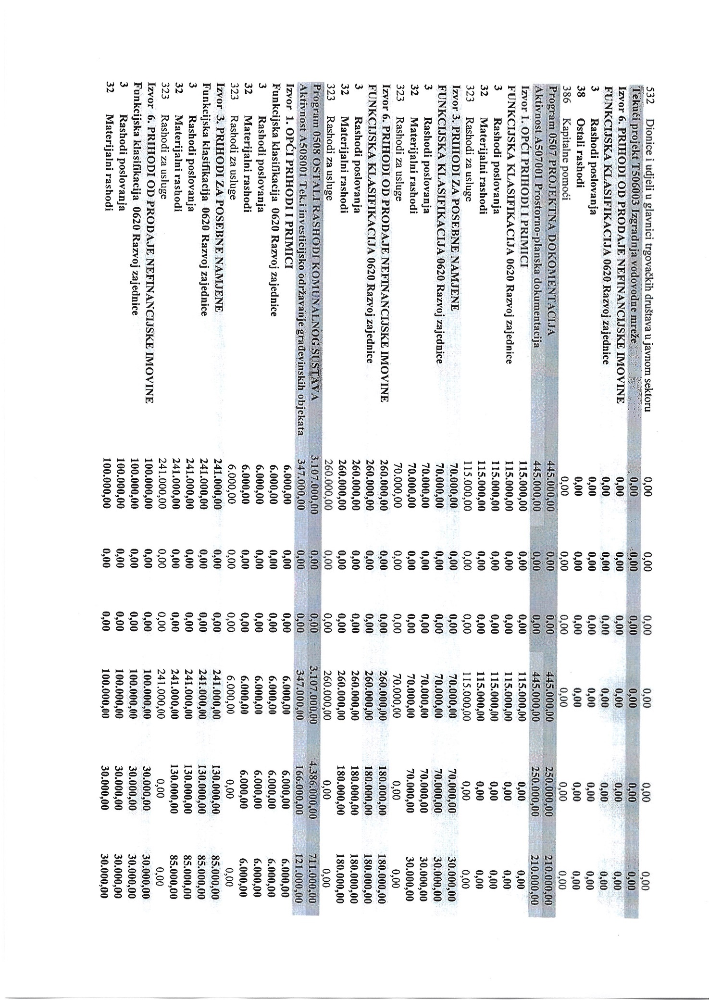 532 Dionice i udjeli u glavnici trgovačkih društava u javnom sektoru 0,00 0,00 0,00 0,00 0,00 0,00
Tekući projekt T506003 Izgradnja vodovodne mreže 0,00 0,00 0,00 0,00 0,00 0,00
Izvor 6. PRIHODI OD PRODAJE NEFINANCIJSKE IMOVINE 0,00 0,00 0,00 0,00 0,00 0,00
FUNKCIJSKA KLASIFIKACIJA 0620 Razvoj zajednice 0,00 0,00 0,00 0,00 0,00 0,00
3 Rashodi poslovanja 0,00 0,00 0,00 0,00 0,00 0,00
38 Ostali rashodi 0,00 0,00 0,00 0,00 0,00 0,00
386 Kapitalne pomoći 0,00 0,00 0,00 0,00 0,00 0,00
Program 0507 PROJEKTNA DOKOMENTACIJA 445.000,00 0,00 0,00 445.000,00 250.000,00 210.000,00
Aktivnost A507001 Prostorno-planska dokumentacija 445.000,00 0,00 0,00 445.000,00 250.000,00 210.000,00
Izvor 1. OPĆI PRIHODI I PRIMICI 115.000,00 0,00 0,00 115.000,00 0,00 0,00
FUNKCIJSKA KLASIFIKACIJA 0620 Razvoj zajednice 115.000,00 0,00 0,00 115.000,00 0,00 0,00
3 Rashodi poslovanja 115.000,00 0,00 0,00 115.000,00 0,00 0,00
32 Materijalni rashodi 115.000,00 0,00 0,00 115.000,00 0,00 0,00
323 Rashodi za usluge 115.000,00 0,00 0,00 115.000,00 0,00 0,00
Izvor 3. PRIHODI ZA POSEBNE NAMJENE 70.000,00 0,00 0,00 70.000,00 70.000,00 30.000,00
FUNKCIJSKA KLASIFIKACIJA 0620 Razvoj zajednice 70.000,00 0,00 0,00 70.000,00 70.000,00 30.000,00
3 Rashodi poslovanja 70.000,00 0,00 0,00 70.000,00 70.000,00 30.000,00
32 Materijalni rashodi 70.000,00 0,00 0,00 70.000,00 70.000,00 30.000,00
323 Rashodi za usluge 70.000,00 0,00 0,00 70.000,00 0,00 0,00
Izvor 6. PRIHODI OD PRODAJE NEFINANCIJSKE IMOVINE 260.000,00 0,00 0,00 260.000,00 180.000,00 180.000,00
FUNKCIJSKA KLASIFIKACIJA 0620 Razvoj zajednice 260.000,00 0,00 0,00 260.000,00 180.000,00 180.000,00
3 Rashodi poslovanja 260.000,00 0,00 0,00 260.000,00 180.000,00 180.000,00
32 Materijalni rashodi 260.000,00 0,00 0,00 260.000,00 180.000,00 180.000,00
323 Rashodi za usluge 260.000,00 0,00 0,00 260.000,00 0,00 0,00
Program 0508 OSTALI RASHODI KOMUNALNOG SUSTAVA 3.107.000,00 0,00 0,00 3.107.000,00 4.386.000,00 711.000,00
Aktivnost A508001 Tek.i investicijsko održavanje građevinskih objekata 347.000,00 0,00 0,00 347.000,00 166.000,00 121.000,00
Izvor 1. OPĆI PRIHODI I PRIMICI 6.000,00 0,00 0,00 6.000,00 6.000,00 6.000,00
Funkcijska klasifikacija 0620 Razvoj zajednice 6.000,00 0,00 0,00 6.000,00 6.000,00 6.000,00
3 Rashodi poslovanja 6.000,00 0,00 0,00 6.000,00 6.000,00 6.000,00
32 Materijalni rashodi 6.000,00 0,00 0,00 6.000,00 6.000,00 6.000,00
323 Rashodi za usluge 6.000,00 0,00 0,00 6.000,00 0,00 0,00
Izvor 3. PRIHODI ZA POSEBNE NAMJENE 241.000,00 0,00 0,00 241.000,00 130.000,00 85.000,00
Funkcijska klasifikacija 0620 Razvoj zajednice 241.000,00 0,00 0,00 241.000,00 130.000,00 85.000,00
3 Rashodi poslovanja 241.000,00 0,00 0,00 241.000,00 130.000,00 85.000,00
32 Materijalni rashodi 241.000,00 0,00 0,00 241.000,00 130.000,00 85.000,00
323 Rashodi za usluge 241.000,00 0,00 0,00 241.000,00 0,00 0,00
Izvor 6. PRIHODI OD PRODAJE NEFINANCIJSKE IMOVINE 100.000,00 0,00 0,00 100.000,00 30.000,00 30.000,00
Funkcijska klasifikacija 0620 Razvoj zajednice 100.000,00 0,00 0,00 100.000,00 30.000,00 30.000,00
3 Rashodi poslovanja 100.000,00 0,00 0,00 100.000,00 30.000,00 30.000,00
32 Materijalni rashodi 100.000,00 0,00 0,00 100.000,00 30.000,00 30.000,00